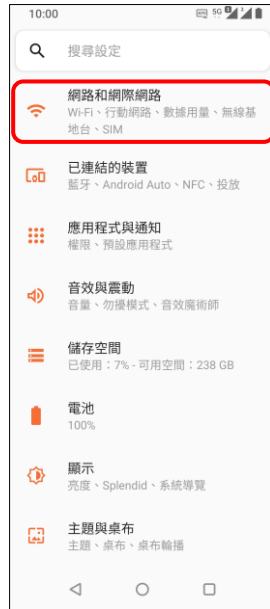 10:00 5G
搜尋設定
網路和網際網路
Wi-Fi、行動網路、數據用量、無線基
地台、SIM
已連結的裝置
藍牙、Android Auto、NFC、投放
應用程式與通知
權限、預設應用程式
音效與震動
音量、勿擾模式、音效魔術師
儲存空間
已使用：7% - 可用空間：238 GB
電池
100%
顯示
亮度、Splendid、系統導覽
主題與桌布
主題、桌布、桌布輪播